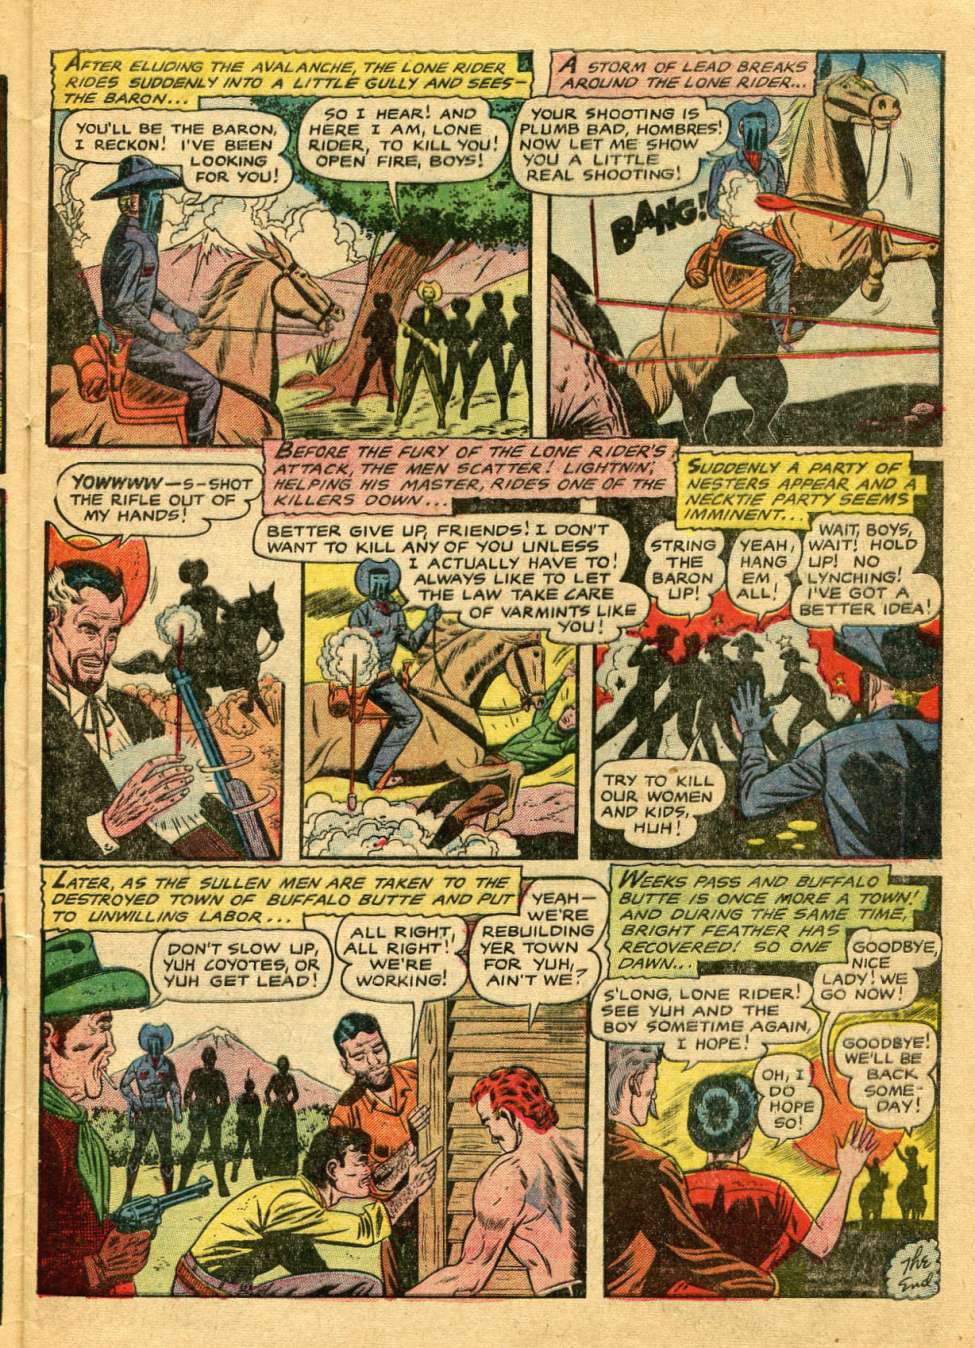 AFTER ELUDING THE AVALANCHE, THE LONE RIDER
RIDES SUDDENLY INTO A LITTLE GULLY AND SEES-
THE BARON...
YOU'LL BE THE BARON,
I RECKON! I'VE BEEN
LOOKING
FOR YOU!
SO I HEAR! AND
HERE I AM, LONE
RIDER, TO KILL YOU!
OPEN FIRE, BOYS!
A STORM OF LEAD BREAKS
AROUND THE LONE RIDER...
YOUR SHOOTING IS
PLUMB BAD, HOMBRES!
NOW LET ME SHOW
YOU A LITTLE
REAL SHOOTING!
BANG!
YOWWWW-S-SHOT
THE RIFLE OUT OF
MY HANDS!
BEFORE THE FURY OF THE LONE RIDER'S
ATTACK, THE MEN SCATTER! LIGHTNIN',
HELPING HIS MASTER, RIDES ONE OF THE
KILLERS DOWN...
BETTER GIVE UP, FRIENDS! I DON'T
WANT TO KILL ANY OF YOU UNLESS
I ACTUALLY HAVE TO!
ALWAYS LIKE TO LET
THE LAW TAKE CARE
OF VARMINTS LIKE
YOU!
SUDDENLY A PARTY OF
NESTERS APPEAR AND A
NECKTIE PARTY SEEMS
IMMINENT...
STRING
THE
BARON
UP!
YEAH,
HANG
EM
ALL!
WAIT, BOYS,
WAIT! HOLD
UP! NO
LYNCHING!
I'VE GOT A
BETTER IDEA!
TRY TO KILL
OUR WOMEN
AND KIDS,
HUH!
LATER, AS THE SULLEN MEN ARE TAKEN TO THE
DESTROYED TOWN OF BUFFALO BUTTE AND PUT
TO UNWILLING LABOR...
DON'T SLOW UP,
YUH COYOTES, OR
YUH GET LEAD!
ALL RIGHT,
ALL RIGHT!
WE'RE
WORKING!
YEAH-
WE'RE
REBUILDING
YER TOWN
FOR YUH,
AIN'T WE?
WEEKS PASS AND BUFFALO
BUTTE IS ONCE MORE A TOWN!
AND DURING THE SAME TIME,
BRIGHT FEATHER HAS
RECOVERED! SO ONE
DAWN...
S'LONG, LONE RIDER!
SEE YUH AND THE
BOY SOMETIME AGAIN,
I HOPE!
OH, I
DO
HOPE
SO!
GOODBYE,
NICE
LADY! WE
GO NOW!
GOODBYE!
WE'LL BE
BACK
SOME-
DAY!
The
End